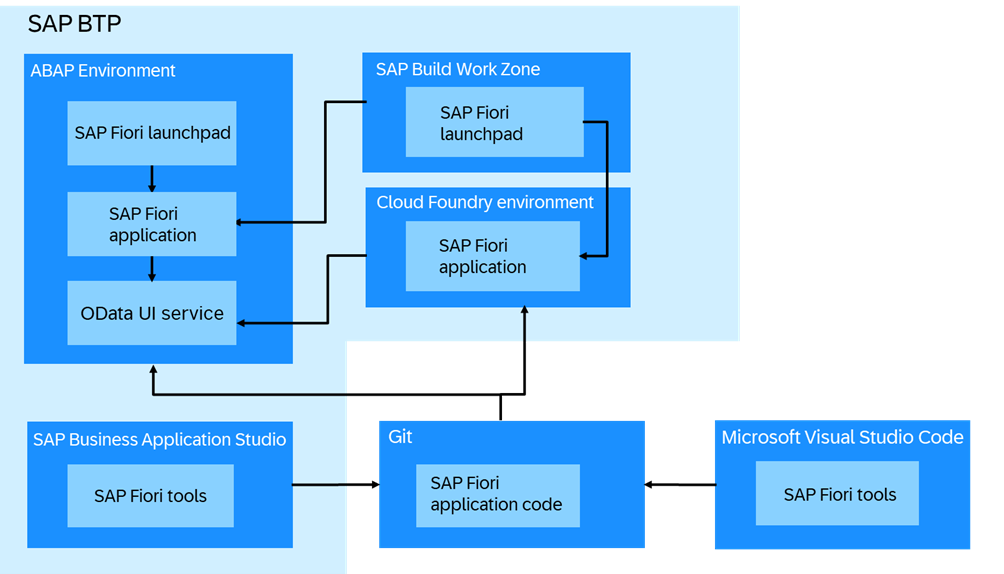 SAP BTP
ABAP Environment
SAP Fiori launchpad
SAP Fiori
application
OData UI service
SAP Build Work Zone
SAP Fiori
launchpad
Cloud Foundry environment
SAP Fiori
application
SAP Business Application Studio
SAP Fiori tools
Git
SAP Fiori
application code
Microsoft Visual Studio Code
SAP Fiori tools